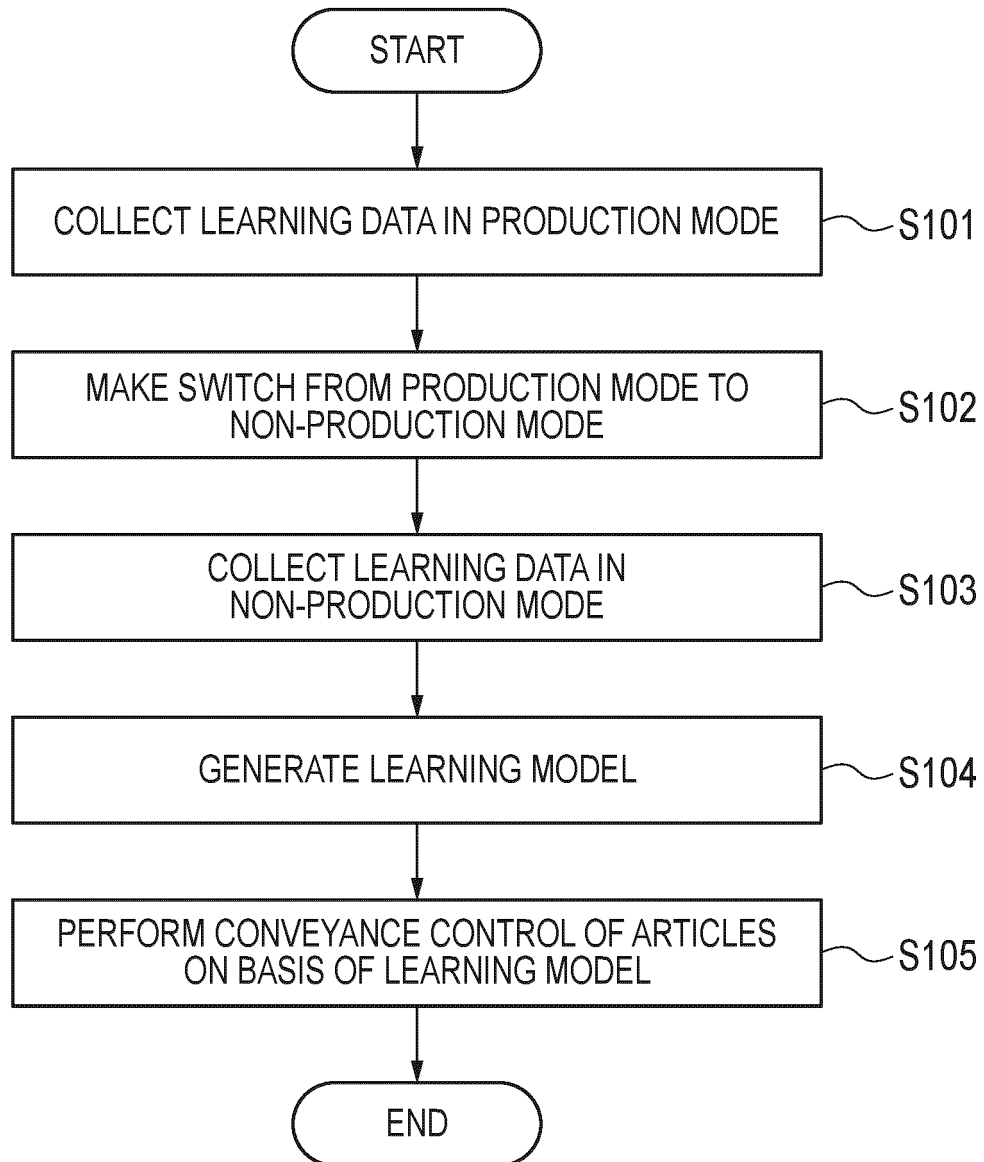 START
COLLECT LEARNING DATA IN PRODUCTION MODE
S101
MAKE SWITCH FROM PRODUCTION MODE TO
NON-PRODUCTION MODE
S102
COLLECT LEARNING DATA IN
NON-PRODUCTION MODE
S103
GENERATE LEARNING MODEL
S104
PERFORM CONVEYANCE CONTROL OF ARTICLES
ON BASIS OF LEARNING MODEL
S105
END